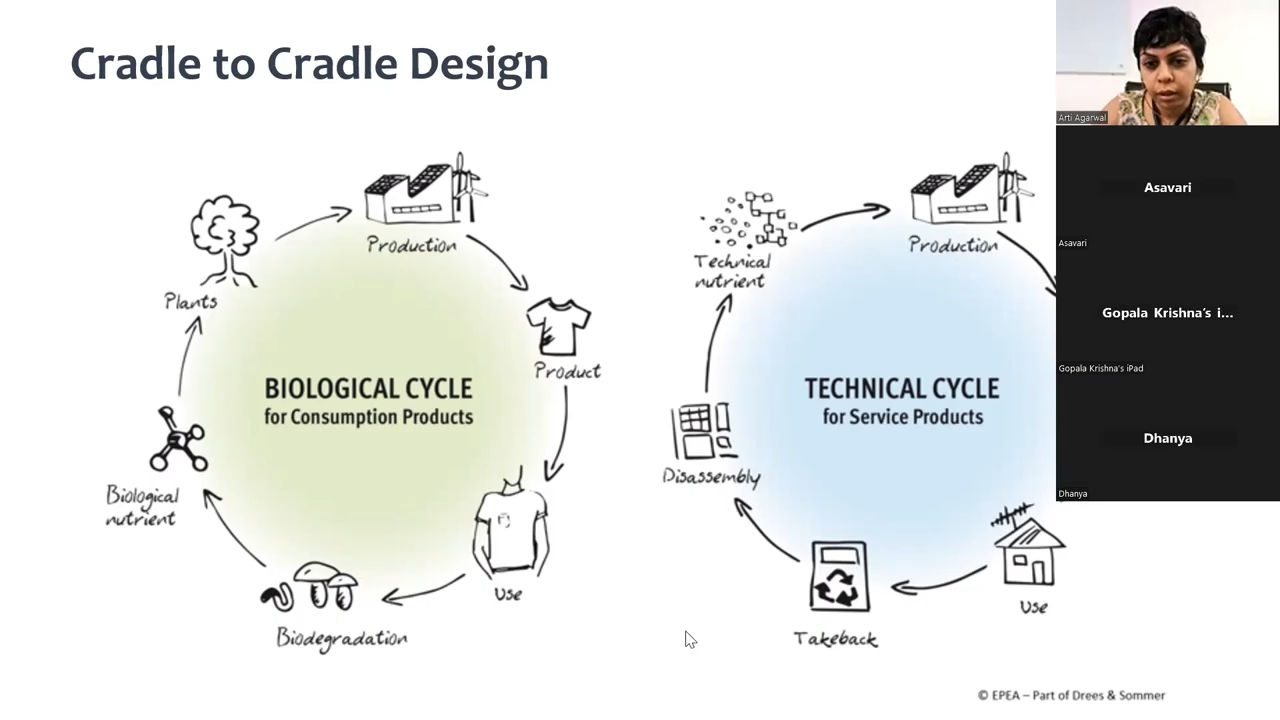 Cradle to Cradle Design
Production
Plants
Product
BIOLOGICAL CYCLE
for Consumption Products
Biological
nutrient
Use
Biodegradation
Technical
nutrient
Production
TECHNICAL CYCLE
for Service Products
Disassembly
Use
Takeback
© EPEA – Part of Drees & Sommer
Arti Agarwal
Asavari
Asavari
Gopala Krishna's i...
Gopala Krishna's iPad
Dhanya
Dhanya